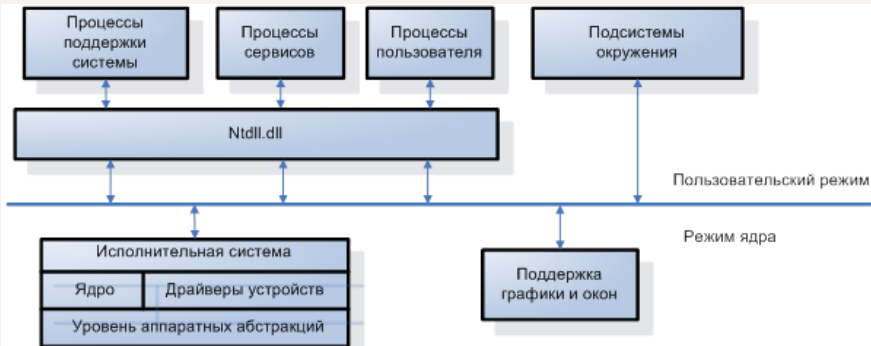 Процессы
поддержки
системы
Процессы
сервисов
Процессы
пользователя
Подсистемы
окружения
Ntdll.dll
Пользовательский режим
Режим ядра
Исполнительная система
Ядро
Драйверы устройств
Уровень аппаратных абстракций
Поддержка
графики и окон